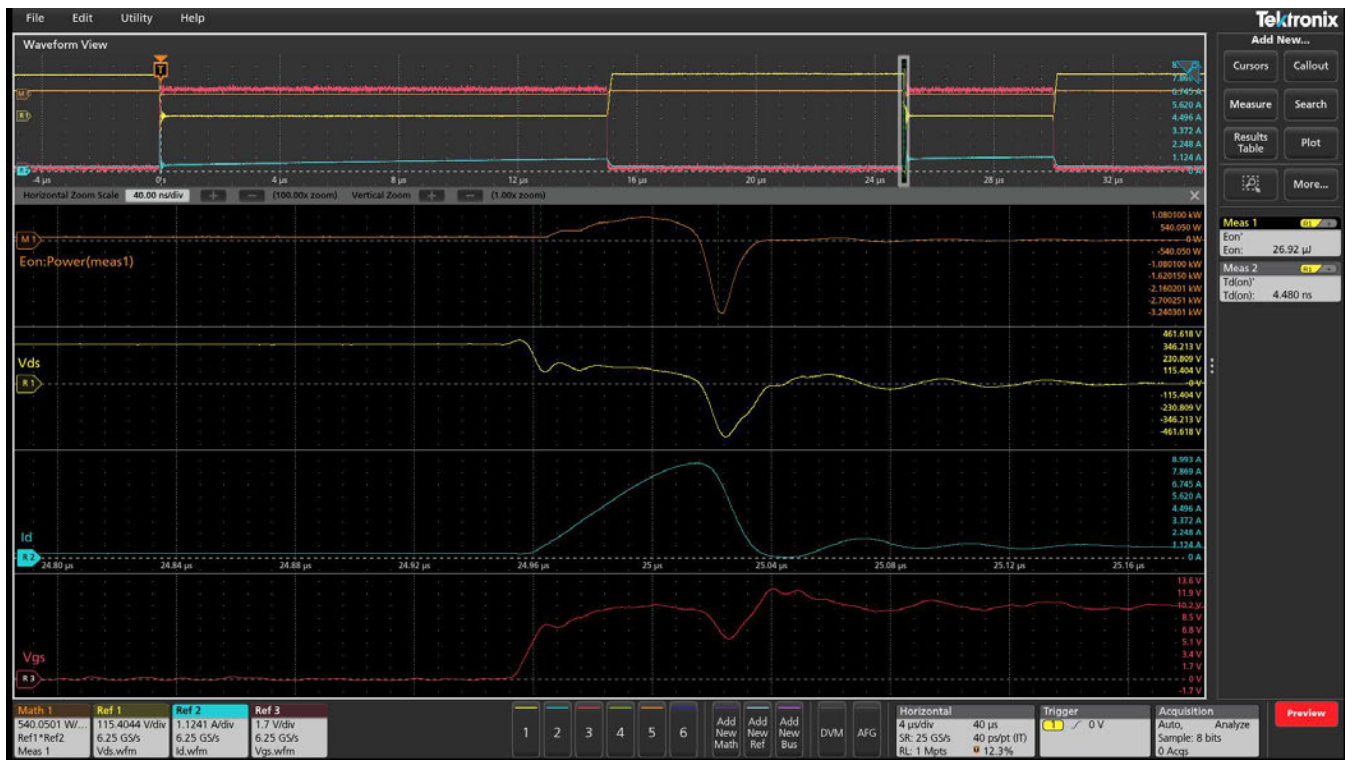 File Edit Utility Help
Tektronix
Waveform View
Add New...
Cursors Callout
Measure Search
Results Table Plot
More...
T
M 1
R 1
R 2
6.745 A
5.620 A
4.496 A
3.372 A
2.248 A
1.124 A
0 A
-4 µs 0 s 4 µs 8 µs 12 µs 16 µs 20 µs 24 µs 28 µs 32 µs
Horizontal Zoom Scale 40.00 ns/div + - (100.00x zoom) Vertical Zoom + - (1.00x zoom) X
M 1
Eon:Power(meas1)
1.080100 kW
540.050 W
0 W
-540.050 W
-1.080100 kW
-1.620150 kW
-2.160201 kW
-2.700251 kW
-3.240301 kW
Meas 1 R1
Eon'
Eon: 26.92 µJ
Meas 2 R1
Td(on)'
Td(on): 4.480 ns
Vds
R 1
461.618 V
346.213 V
230.809 V
115.404 V
0 V
-115.404 V
-230.809 V
-346.213 V
-461.618 V
Id
R 2
8.993 A
7.869 A
6.745 A
5.620 A
4.496 A
3.372 A
2.248 A
1.124 A
0 A
24.80 µs 24.84 µs 24.88 µs 24.92 µs 24.96 µs 25 µs 25.04 µs 25.08 µs 25.12 µs 25.16 µs
Vgs
R 3
13.6 V
11.9 V
10.2 V
8.5 V
6.8 V
5.1 V
3.4 V
1.7 V
0 V
-1.7 V
Math 1
540.0501 W/...
Ref1*Ref2
Meas 1
Ref 1
115.4044 V/div
6.25 GS/s
Vds.wfm
Ref 2
1.1241 A/div
6.25 GS/s
Id.wfm
Ref 3
1.7 V/div
6.25 GS/s
Vgs.wfm
1 2 3 4 5 6
Add New Math
Add New Ref
Add New Bus
DVM
AFG
Horizontal
4 µs/div 40 µs
SR: 25 GS/s 40 ps/pt (IT)
RL: 1 Mpts 12.3%
Trigger
1 0 V
Acquisition
Auto, Analyze
Sample: 8 bits
0 Acqs
Preview